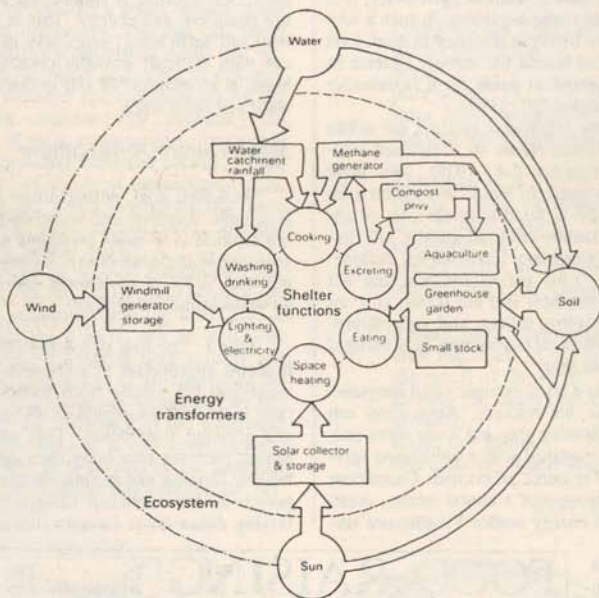 Water
Water
catchment
rainfall
Methane
generator
Compost
privy
Cooking
Washing
drinking
Excreting
Aquaculture
Wind
Windmill
generator
storage
Shelter
functions
Greenhouse
garden
Soil
Lighting
& electricity
Eating
Small stock
Space
heating
Energy
transformers
Solar collector
& storage
Ecosystem
Sun